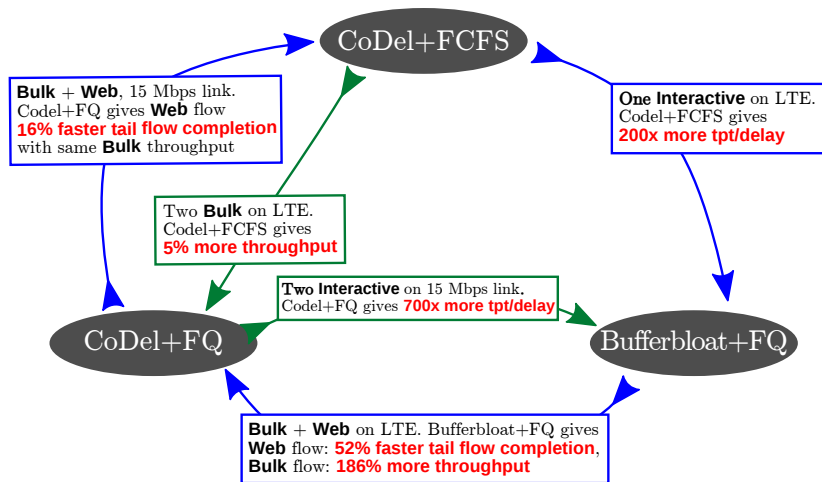 CoDel+FCFS
Bulk + Web, 15 Mbps link.
Codel+FQ gives Web flow
16% faster tail flow completion
with same Bulk throughput
One Interactive on LTE.
Codel+FCFS gives
200x more tpt/delay
Two Bulk on LTE.
Codel+FCFS gives
5% more throughput
Two Interactive on 15 Mbps link.
Codel+FQ gives 700x more tpt/delay
CoDel+FQ
Bufferbloat+FQ
Bulk + Web on LTE. Bufferbloat+FQ gives
Web flow: 52% faster tail flow completion,
Bulk flow: 186% more throughput